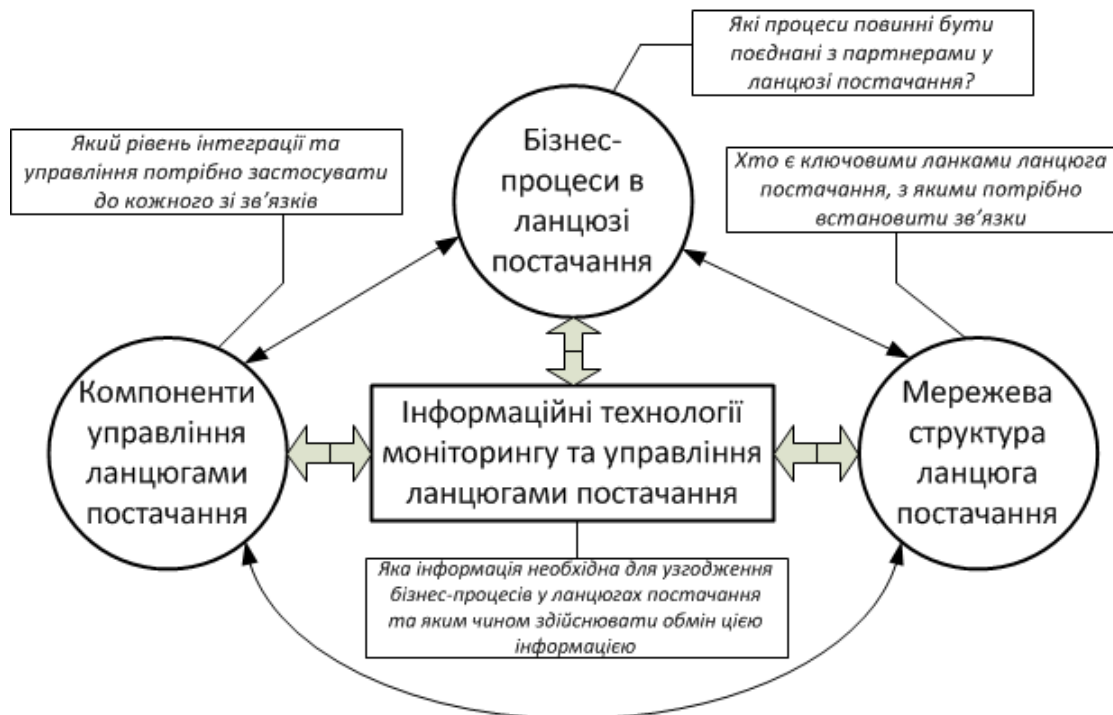 Які процеси повинні бути
поєднані з партнерами у
ланцюзі постачання?
Який рівень інтеграції та
управління потрібно застосувати
до кожного зі зв’язків
Бізнес-
процеси в
ланцюзі
постачання
Хто є ключовими ланками ланцюга
постачання, з якими потрібно
встановити зв’язки
Компоненти
управління
ланцюгами
постачання
Інформаційні технології
моніторингу та управління
ланцюгами постачання
Мережева
структура
ланцюга
постачання
Яка інформація необхідна для узгодження
бізнес-процесів у ланцюгах постачання
та яким чином здійснювати обмін цією
інформацією